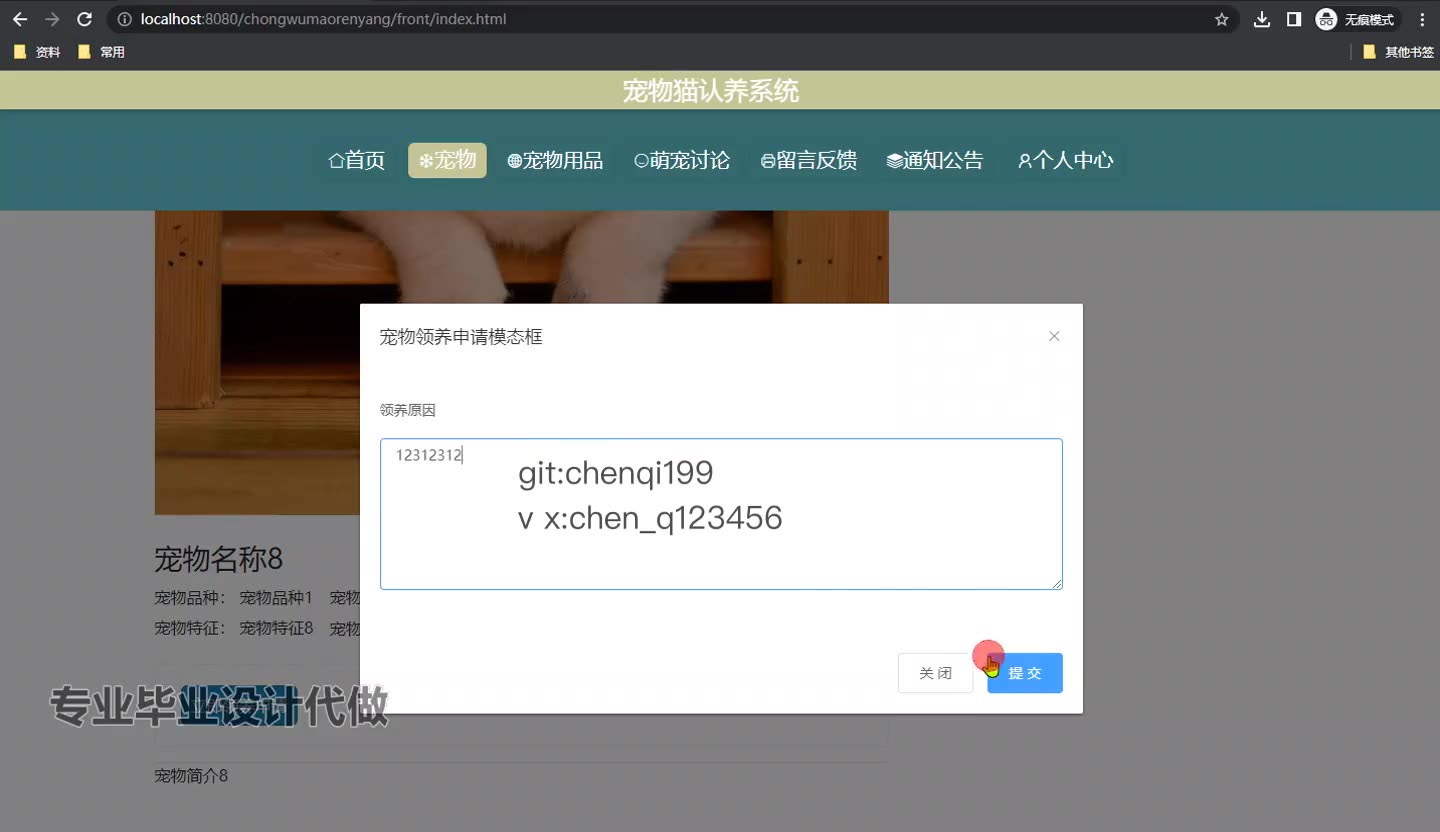 localhost:8080/chongwumaorenyang/front/index.html
无痕模式
资料
常用
其他书签
宠物猫认养系统
首页
宠物
宠物用品
萌宠讨论
留言反馈
通知公告
个人中心
宠物领养申请模态框
领养原因
12312312
git:chenqi199
v x:chen_q123456
关 闭
提 交
宠物名称8
宠物品种： 宠物品种1 宠物
宠物特征： 宠物特征8 宠物
专业毕业设计代做
宠物简介8